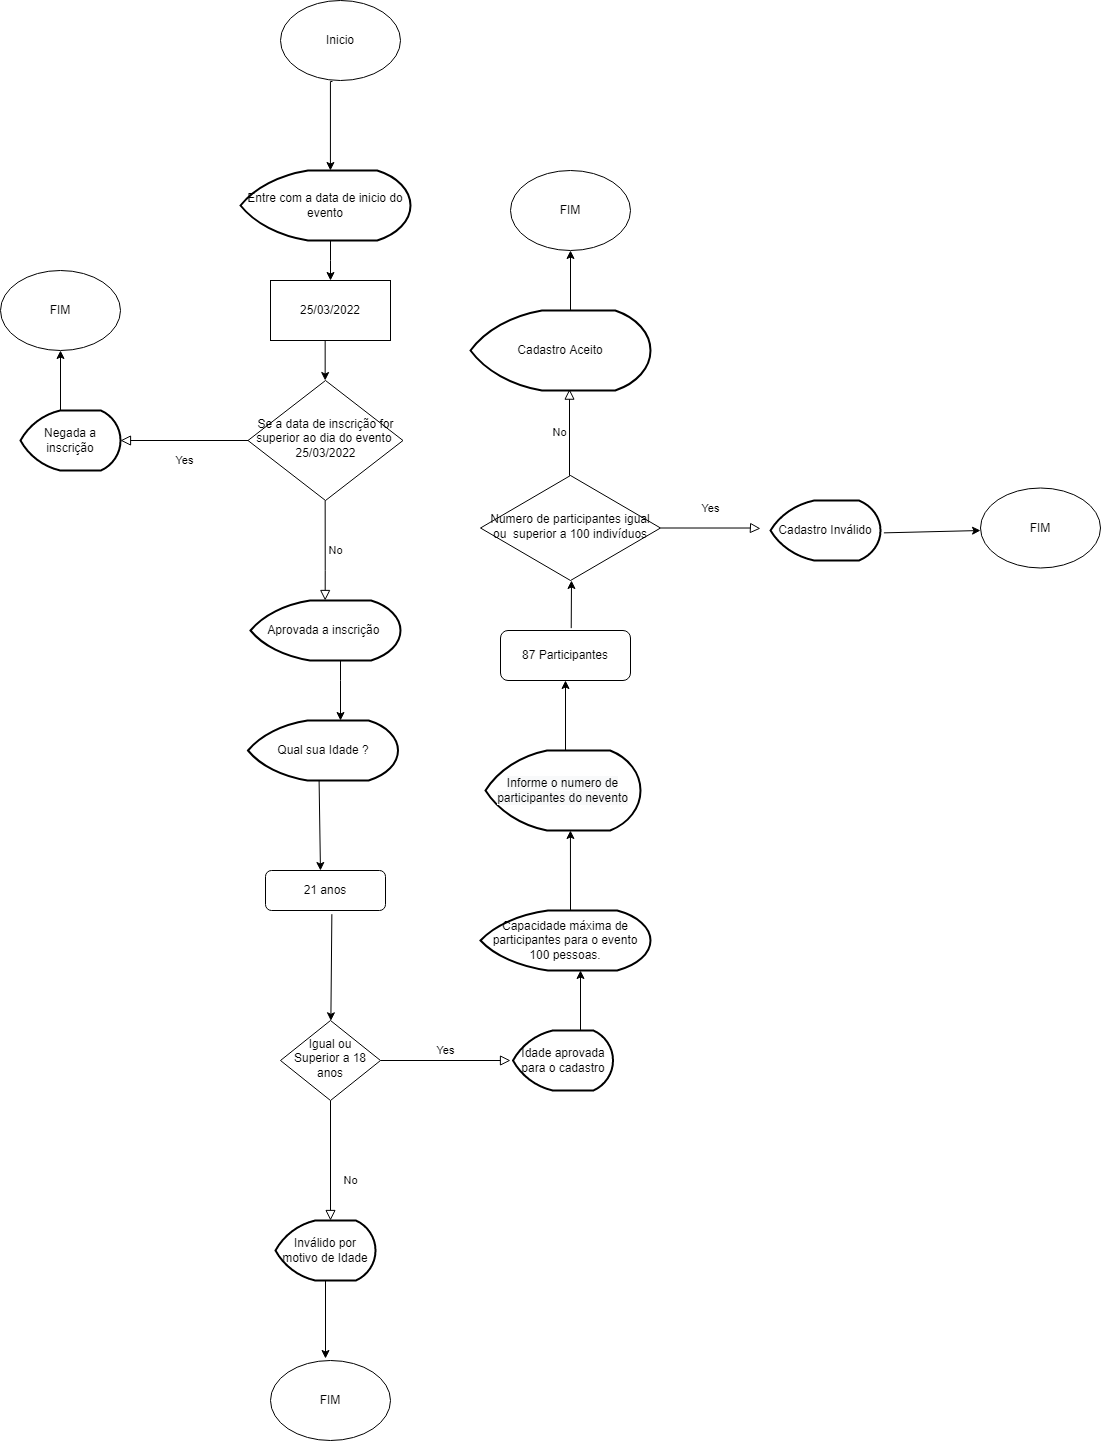 Inicio
Entre com a data de inicio do
evento
25/03/2022
Se a data de inscrição for
superior ao dia do evento
25/03/2022
Yes
Negada a
inscrição
FIM
No
Aprovada a inscrição
Qual sua Idade ?
21 anos
Igual ou
Superior a 18
anos
No
Inválido por
motivo de Idade
FIM
Yes
Idade aprovada
para o cadastro
Capacidade máxima de
participantes para o evento
100 pessoas.
Informe o numero de
participantes do nevento
87 Participantes
Numero de participantes igual
ou superior a 100 indivíduos
Yes
Cadastro Inválido
FIM
No
Cadastro Aceito
FIM